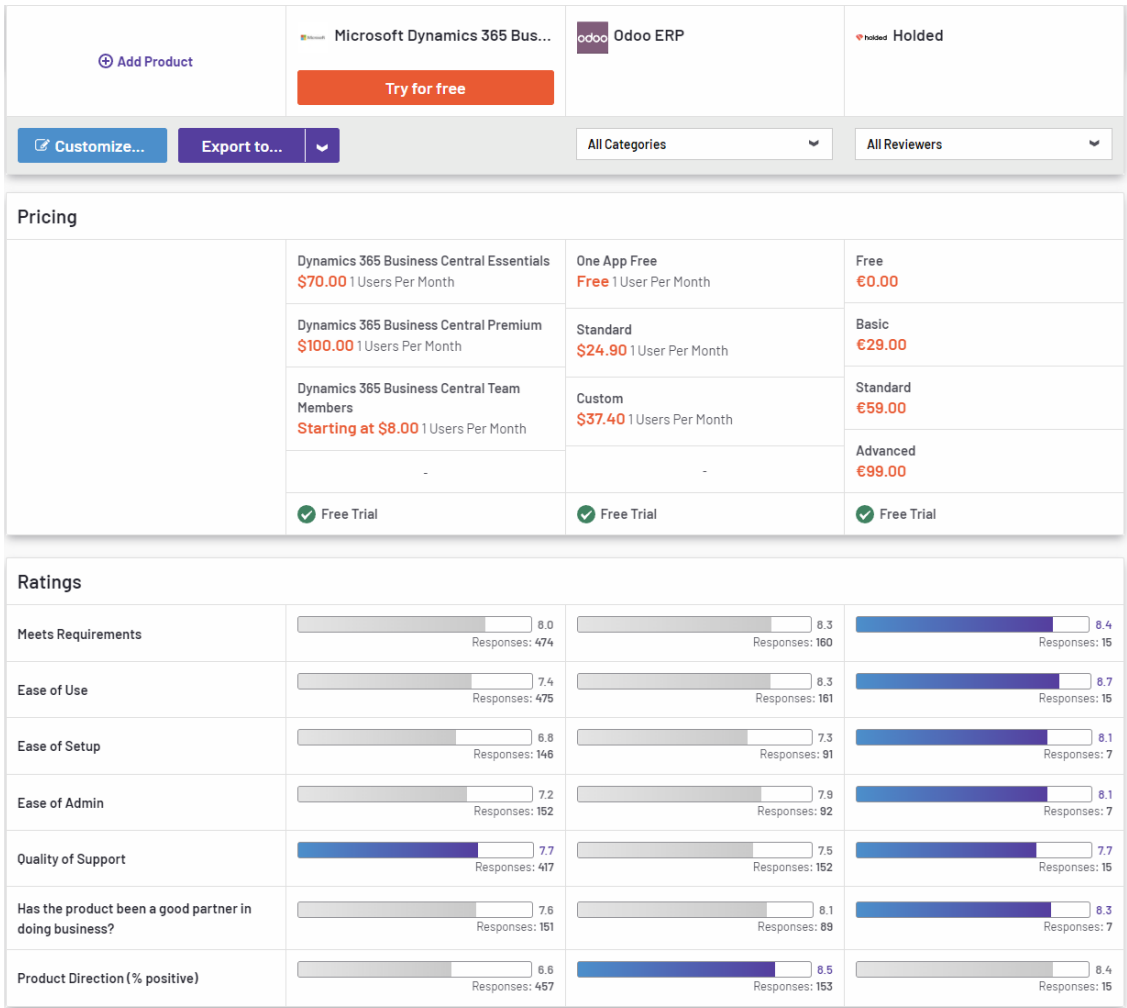 Add Product
Microsoft Microsoft Dynamics 365 Bus...
Try for free
odoo Odoo ERP
holded Holded
Customize...
Export to...
All Categories
All Reviewers
Pricing
Dynamics 365 Business Central Essentials
$70.00 1 Users Per Month
Dynamics 365 Business Central Premium
$100.00 1 Users Per Month
Dynamics 365 Business Central Team
Members
Starting at $8.00 1 Users Per Month
-
Free Trial
One App Free
Free 1 User Per Month
Standard
$24.90 1 User Per Month
Custom
$37.40 1 Users Per Month
-
Free Trial
Free
€0.00
Basic
€29.00
Standard
€59.00
Advanced
€99.00
Free Trial
Ratings
Meets Requirements
8.0
Responses: 474
8.3
Responses: 160
8.4
Responses: 15
Ease of Use
7.4
Responses: 475
8.3
Responses: 161
8.7
Responses: 15
Ease of Setup
6.8
Responses: 146
7.3
Responses: 91
8.1
Responses: 7
Ease of Admin
7.2
Responses: 152
7.9
Responses: 92
8.1
Responses: 7
Quality of Support
7.7
Responses: 417
7.5
Responses: 152
7.7
Responses: 15
Has the product been a good partner in
doing business?
7.6
Responses: 151
8.1
Responses: 89
8.3
Responses: 7
Product Direction (% positive)
6.6
Responses: 457
8.5
Responses: 153
8.4
Responses: 15